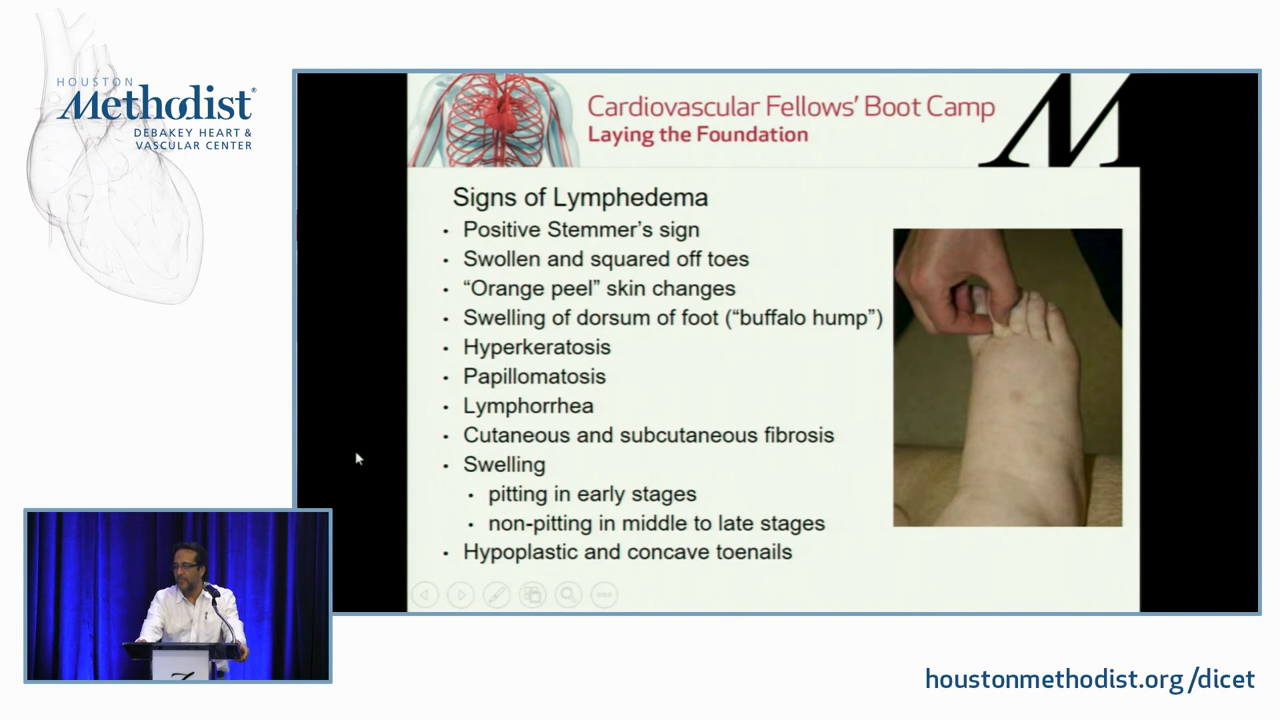 HOUSTON
Methodist®
DEBAKEY HEART &
VASCULAR CENTER
Cardiovascular Fellows’ Boot Camp
Laying the Foundation
M
Signs of Lymphedema
• Positive Stemmer’s sign
• Swollen and squared off toes
• “Orange peel” skin changes
• Swelling of dorsum of foot (“buffalo hump”)
• Hyperkeratosis
• Papillomatosis
• Lymphorrhea
• Cutaneous and subcutaneous fibrosis
• Swelling
• pitting in early stages
• non-pitting in middle to late stages
• Hypoplastic and concave toenails
houstonmethodist.org/dicet